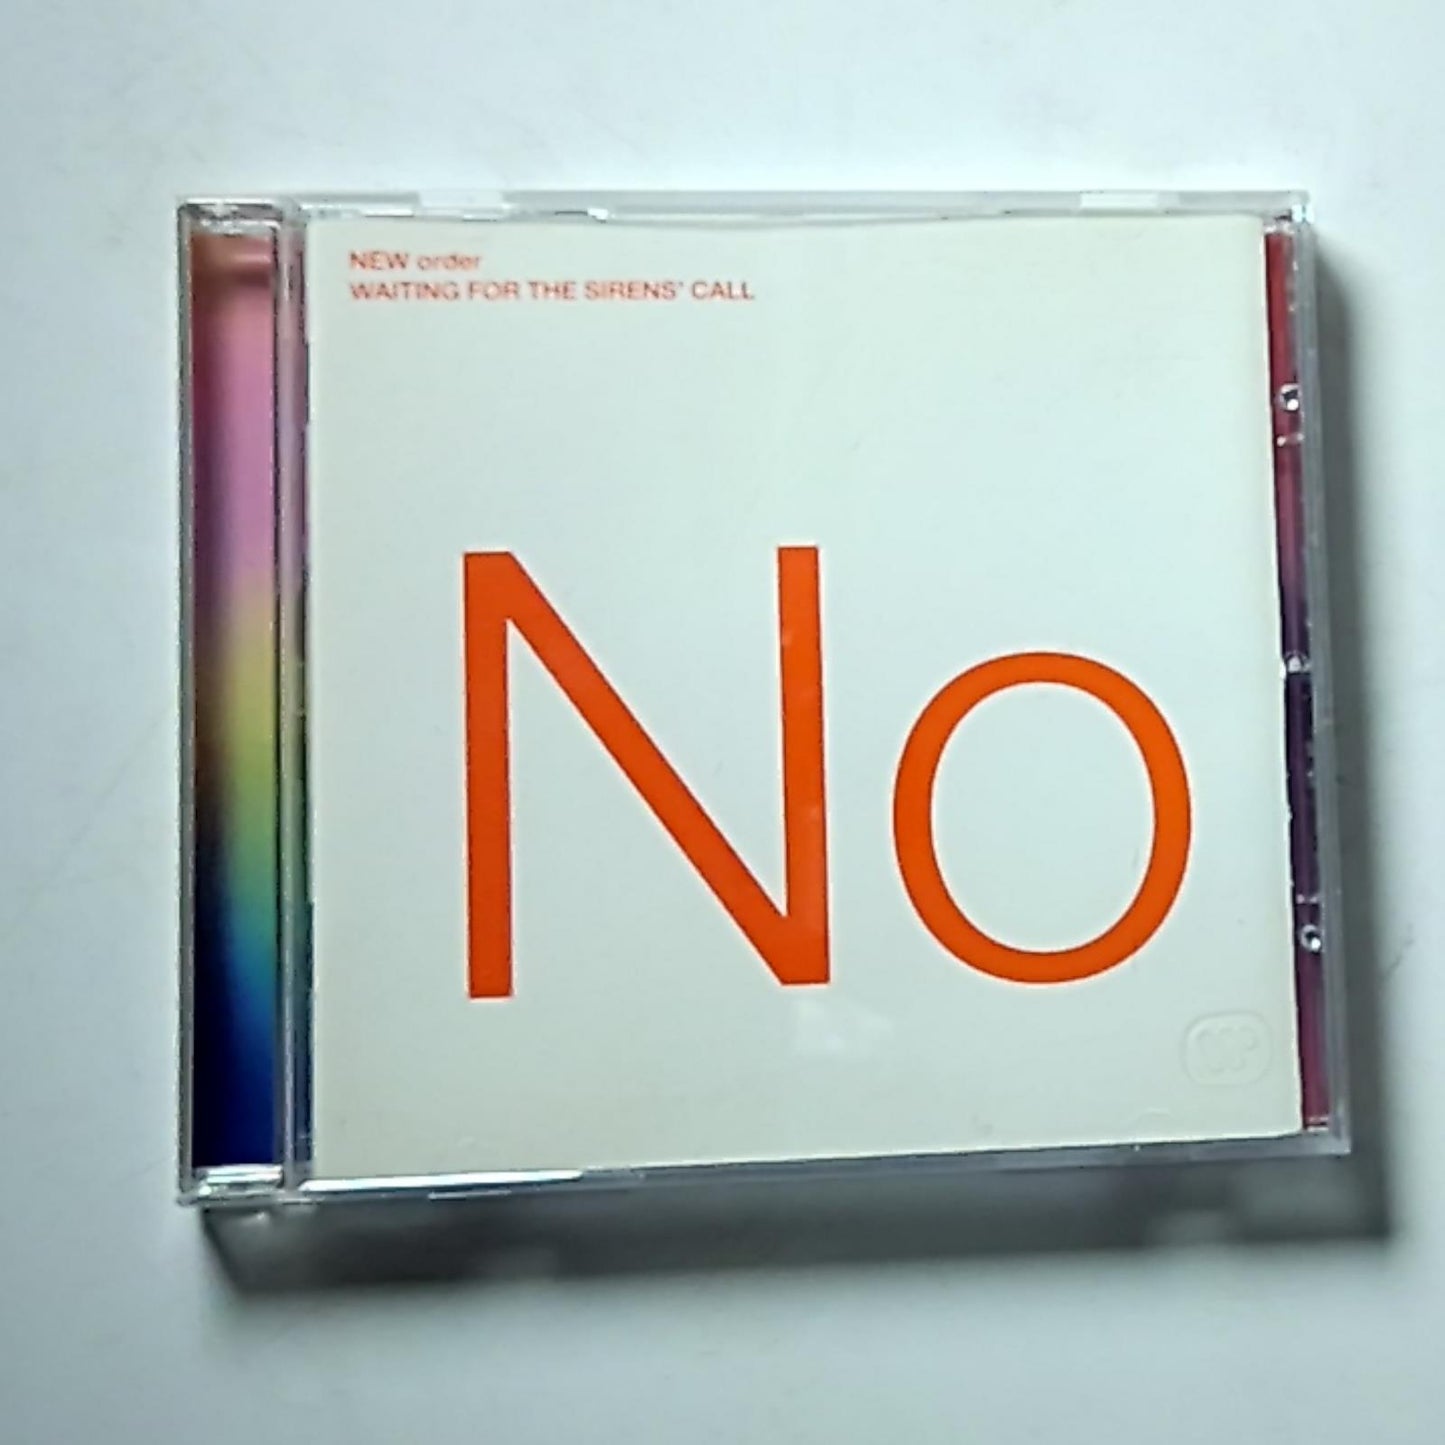 NEW order
WAITING FOR THE SIRENS' CALL
No